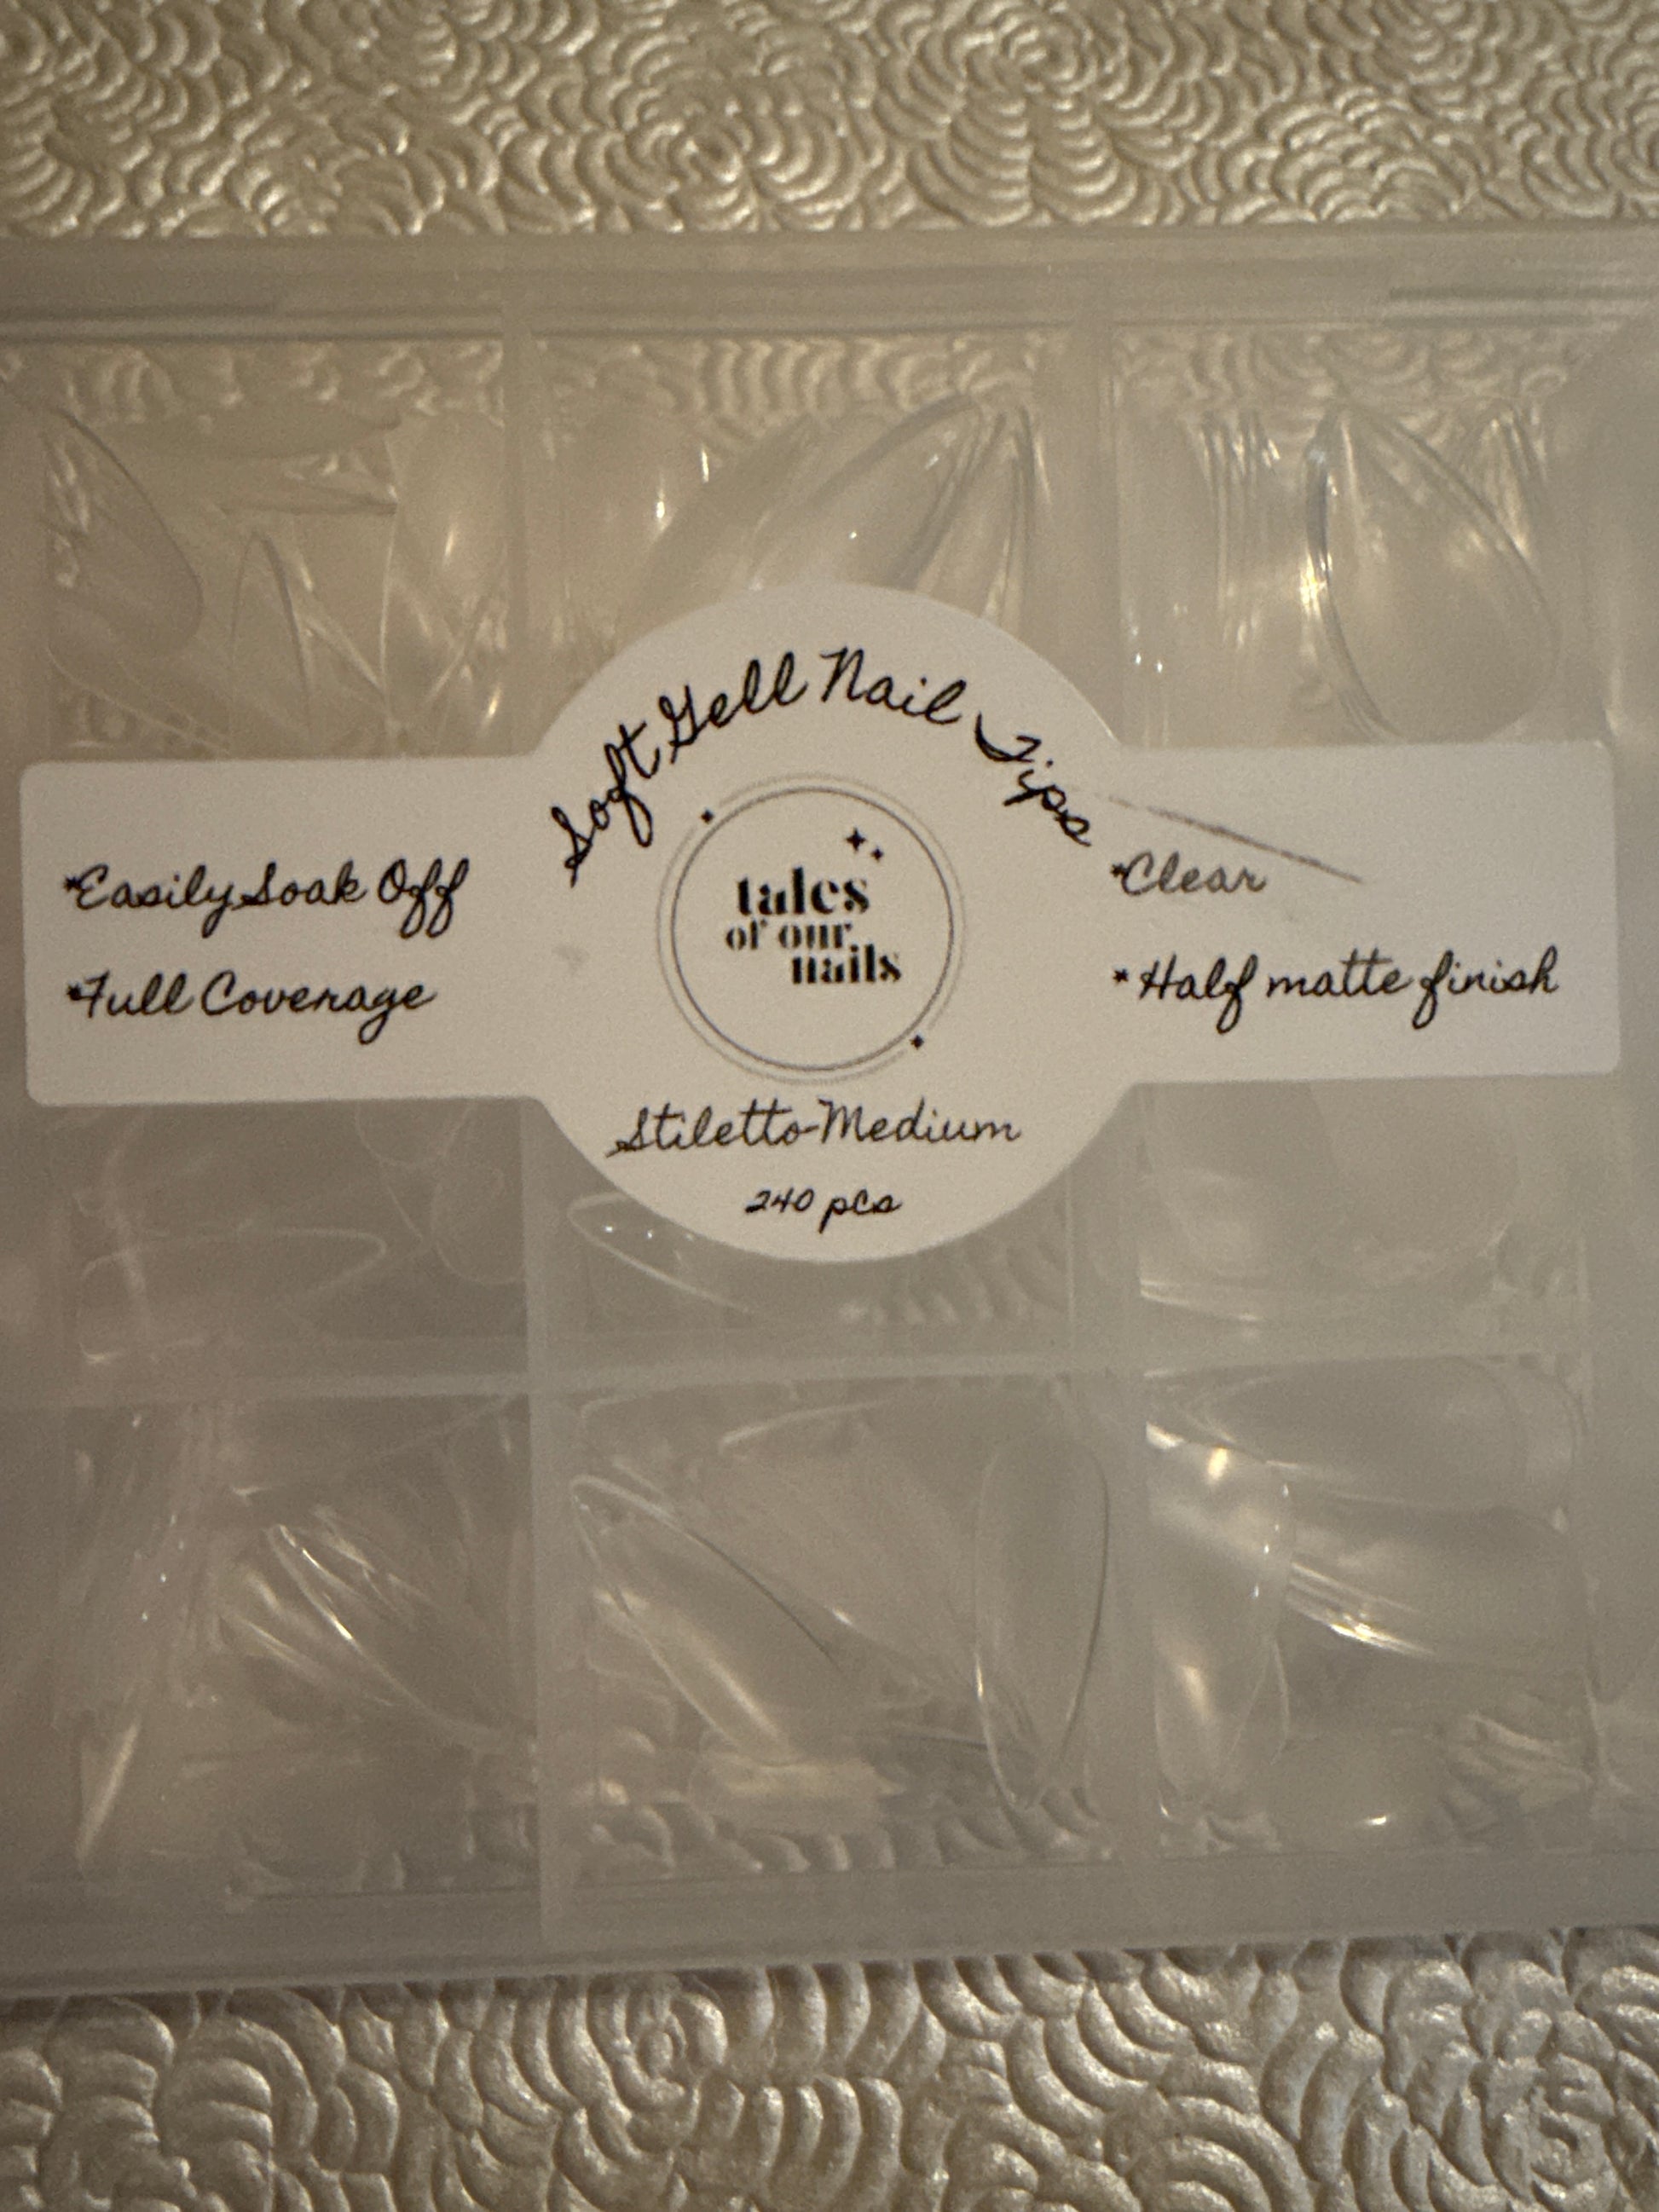 Soft Gell Nail Tips
*Easily Soak Off
*Full Coverage
tales
of our
nails
*Clear
*Half matte finish
Stiletto-Medium
240 pcs